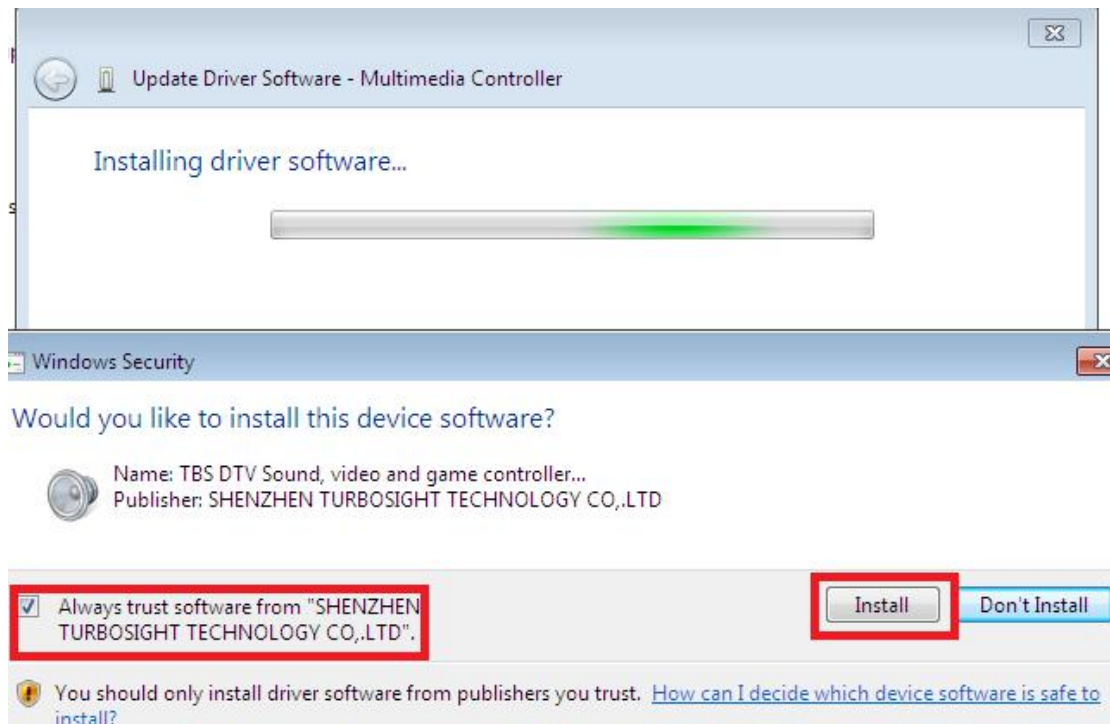 Update Driver Software - Multimedia Controller
Installing driver software...
Windows Security
Would you like to install this device software?
Name: TBS DTV Sound, video and game controller...
Publisher: SHENZHEN TURBOSIGHT TECHNOLOGY CO,.LTD
Always trust software from "SHENZHEN
TURBOSIGHT TECHNOLOGY CO,.LTD".
Install
Don't Install
You should only install driver software from publishers you trust. How can I decide which device software is safe to
install?